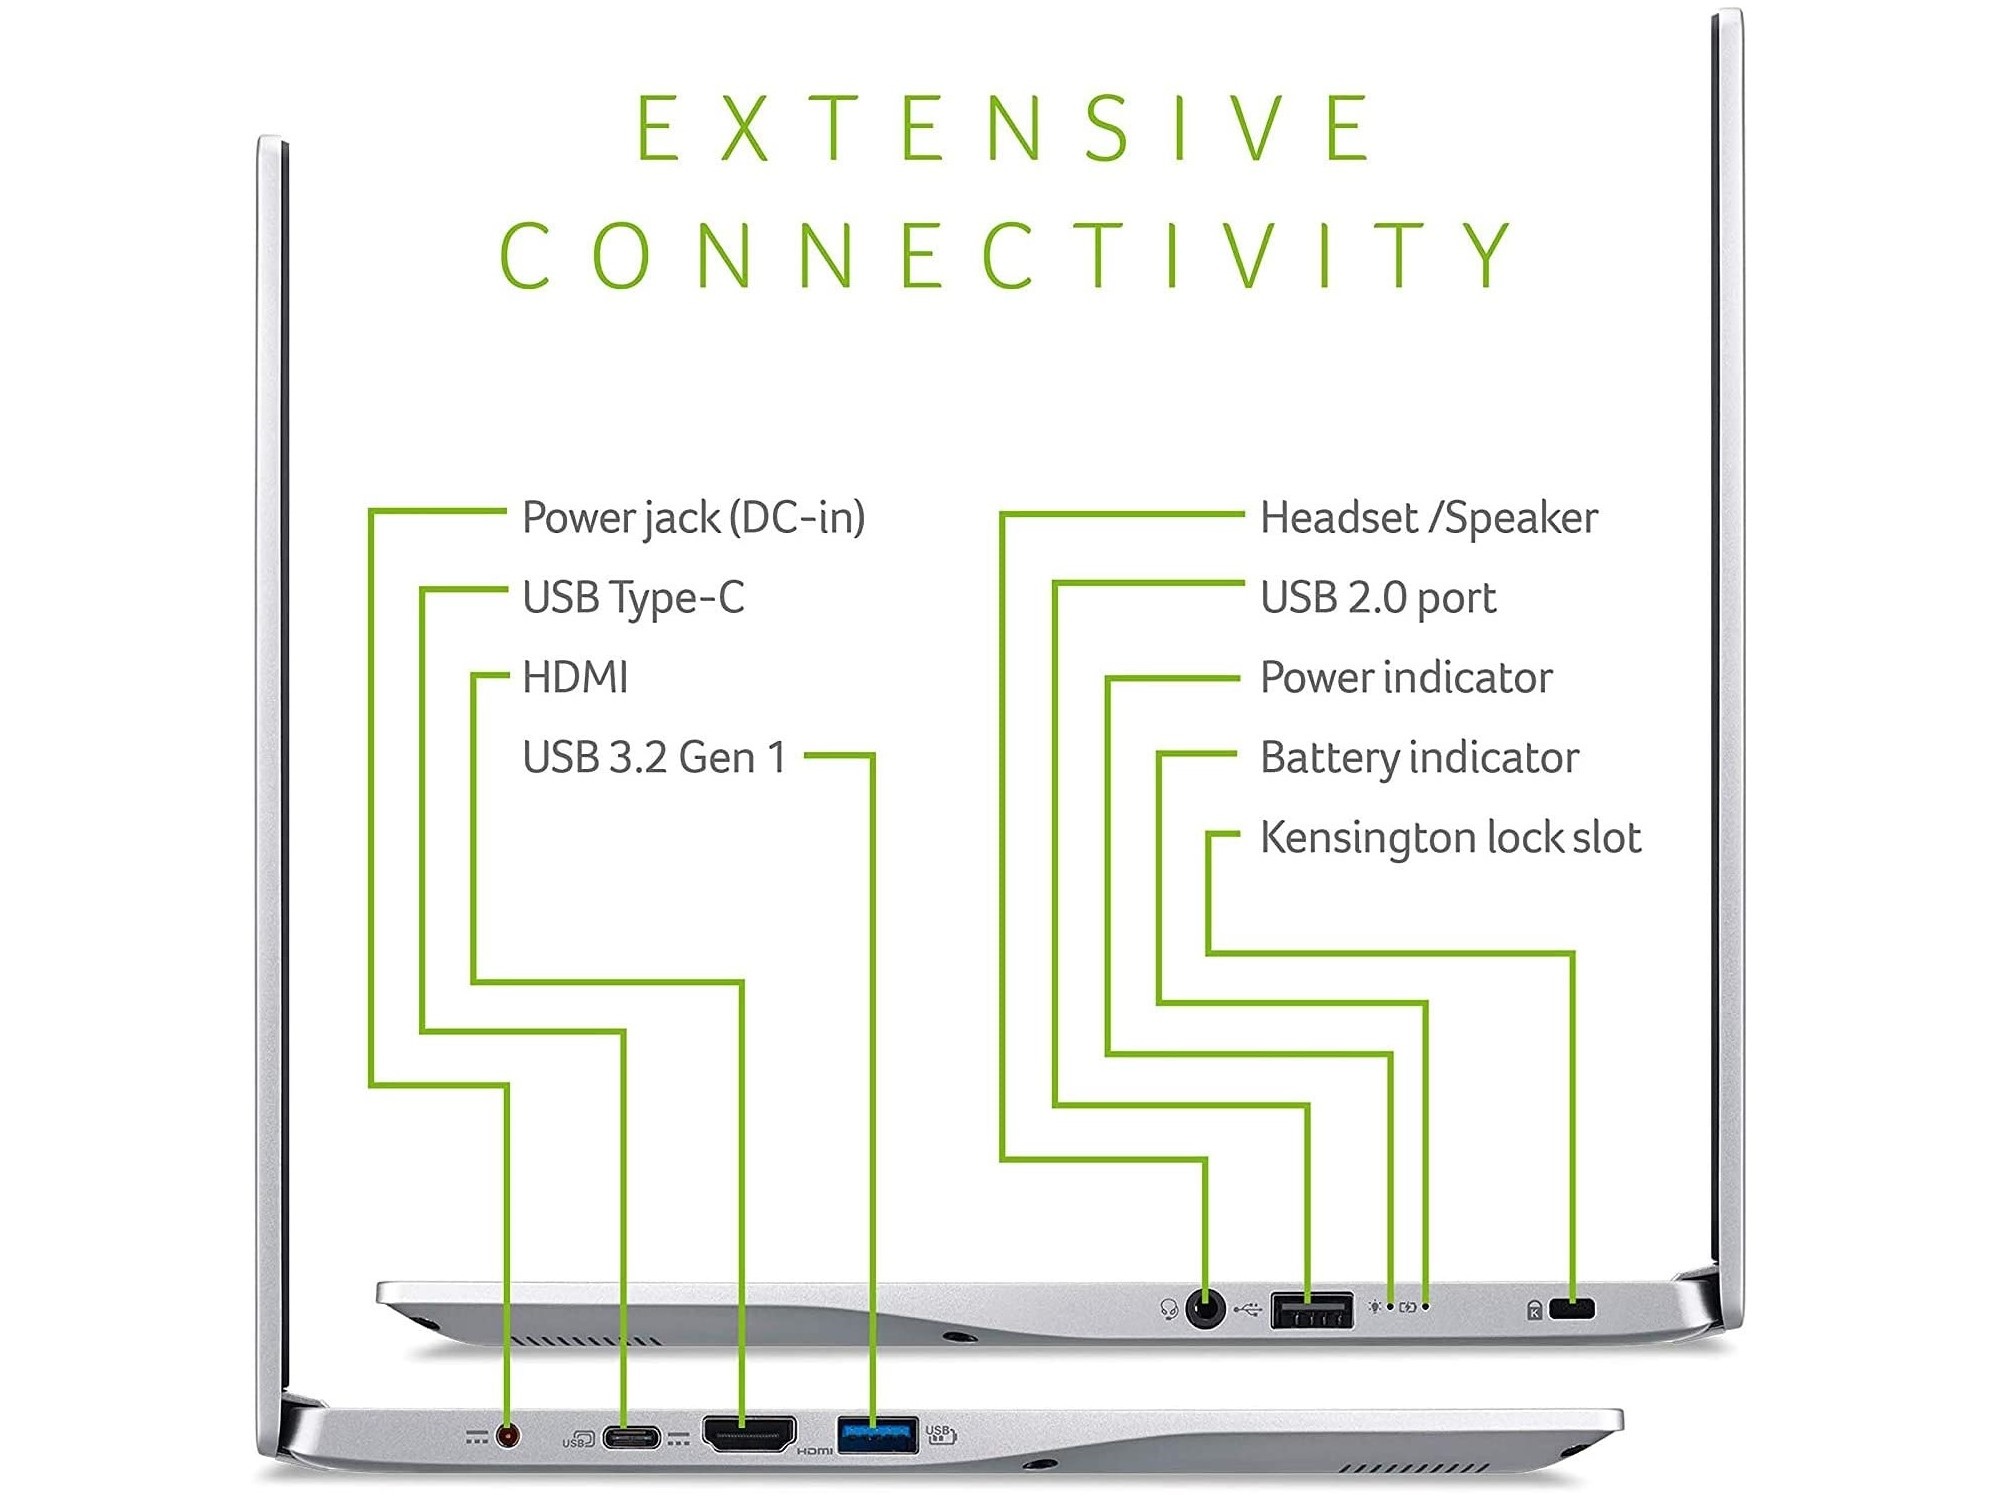 EXTENSIVE
CONNECTIVITY
Power jack (DC-in)
USB Type-C
HDMI
USB 3.2 Gen 1
Headset /Speaker
USB 2.0 port
Power indicator
Battery indicator
Kensington lock slot
K
USB
HDMI
USB